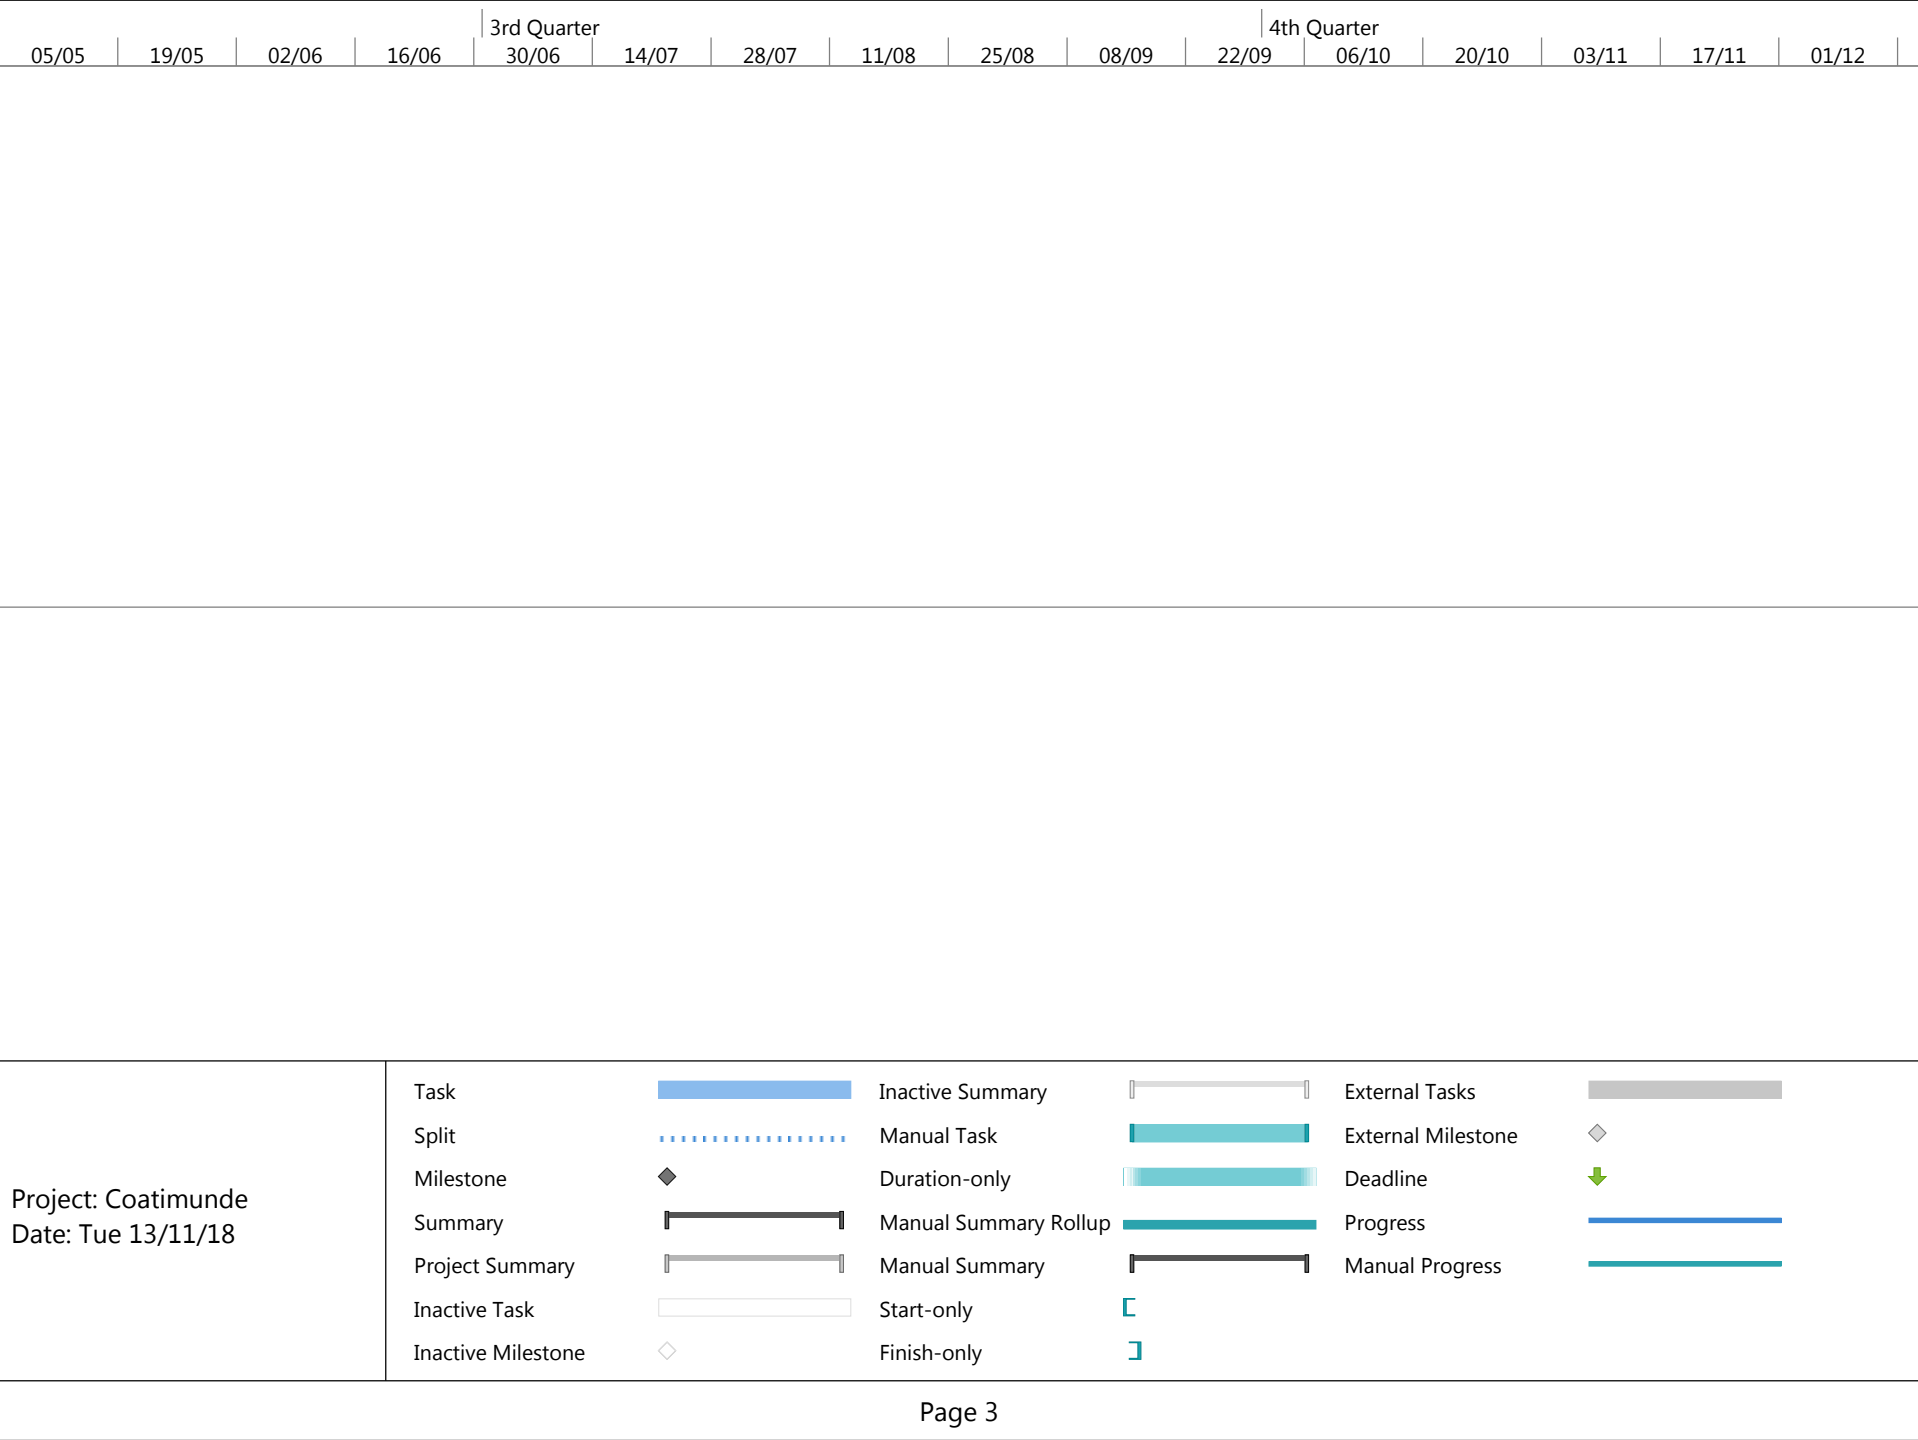 3rd Quarter 4th Quarter
05/05 19/05 02/06 16/06 30/06 14/07 28/07 11/08 25/08 08/09 22/09 06/10 20/10 03/11 17/11 01/12
Project: Coatimunde
Date: Tue 13/11/18
Task
Split
Milestone
Summary
Project Summary
Inactive Task
Inactive Milestone
Inactive Summary
Manual Task
Duration-only
Manual Summary Rollup
Manual Summary
Start-only
Finish-only
External Tasks
External Milestone
Deadline
Progress
Manual Progress
Page 3